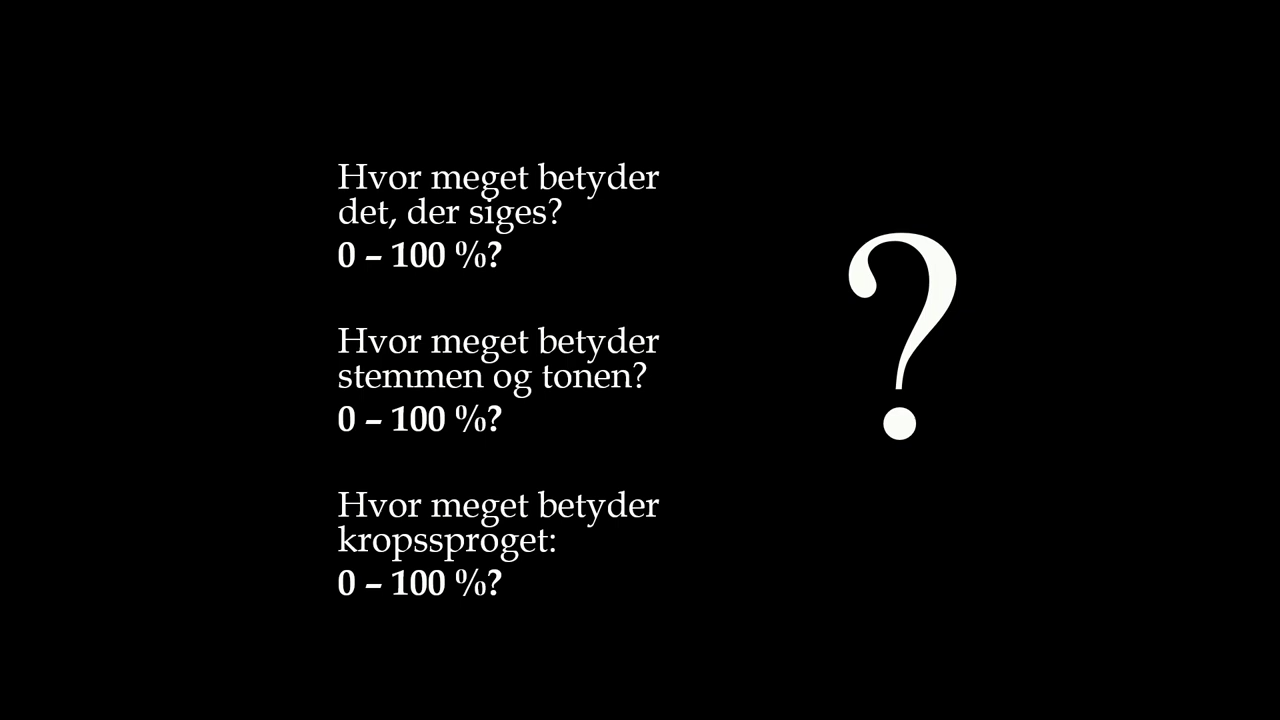 Hvor meget betyder
det, der siges?
0 – 100 %?
Hvor meget betyder
stemmen og tonen?
0 – 100 %?
Hvor meget betyder
kropssproget:
0 – 100 %?
?